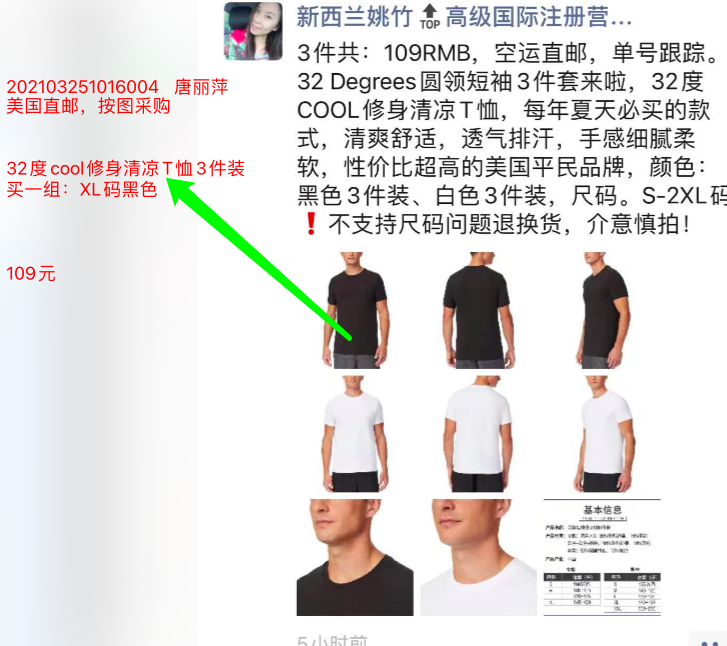 新西兰姚竹 TOP 高级国际注册营...
3件共：109RMB，空运直邮，单号跟踪。
32 Degrees圆领短袖3件套来啦，32度
COOL修身清凉T恤，每年夏天必买的款
式，清爽舒适，透气排汗，手感细腻柔
软，性价比超高的美国平民品牌，颜色：
黑色3件装、白色3件装，尺码。S-2XL码
❗不支持尺码问题退换货，介意慎拍！
202103251016004 唐丽萍
美国直邮，按图采购
32度cool修身清凉T恤3件装
买一组：XL码黑色
109元
基本信息
5小时前